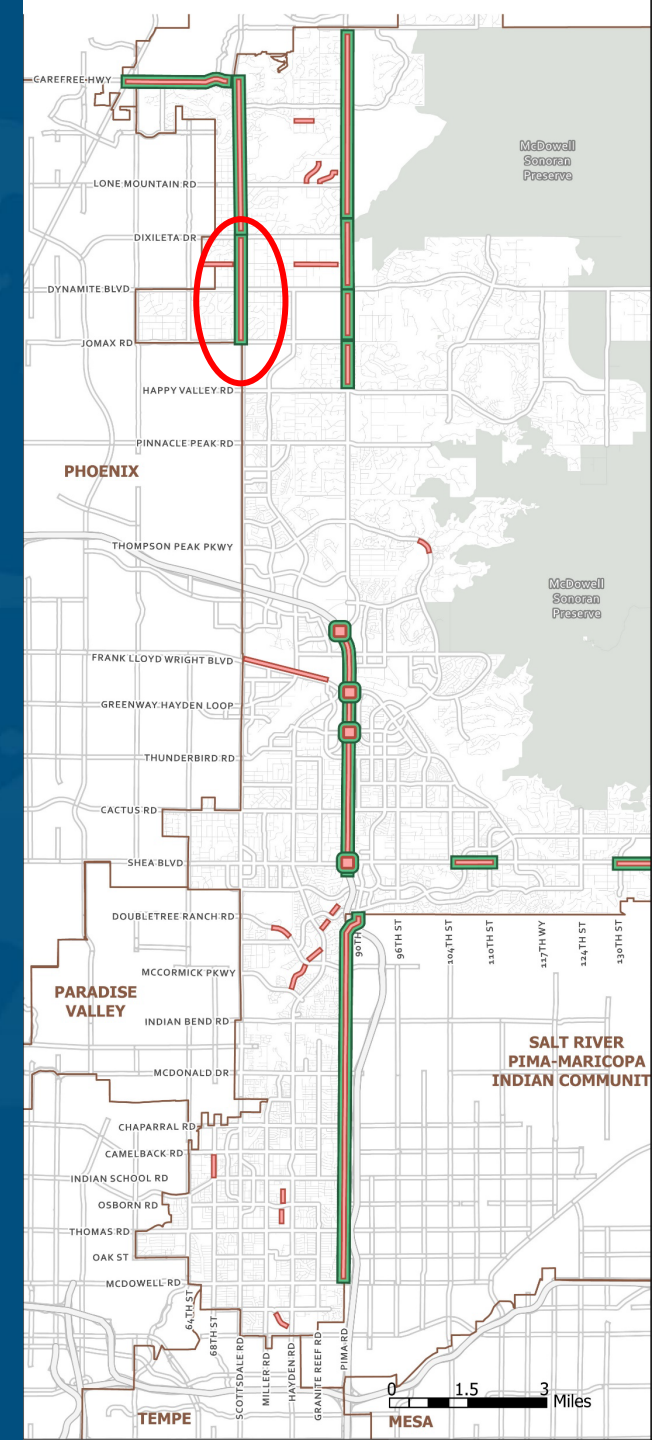 CAREFREE HWY
McDowell
Sonoran
Preserve
LONE MOUNTAIN RD
DIXILETA DR
DYNAMITE BLVD
JOMAX RD
HAPPY VALLEY RD
PINNACLE PEAK RD
PHOENIX
THOMPSON PEAK PKWY
McDowell
Sonoran
Preserve
FRANK LLOYD WRIGHT BLVD
GREENWAY HAYDEN LOOP
THUNDERBIRD RD
CACTUS RD
SHEA BLVD
DOUBLETREE RANCH RD
90TH
96TH ST
104TH ST
110TH ST
117TH WY
124TH ST
130TH ST
MCCORMICK PKWY
PARADISE
VALLEY
INDIAN BEND RD
SALT RIVER
PIMA-MARICOPA
INDIAN COMMUNIT
MCDONALD DR
CHAPARRAL RD
CAMELBACK RD
INDIAN SCHOOL RD
OSBORN RD
THOMAS RD
OAK ST
MCDOWELL RD
64TH ST
68TH ST
SCOTTSDALE RD
MILLER RD
HAYDEN RD
GRANITE REEF RD
PIMA RD
0 1.5 3
Miles
TEMPE
MESA